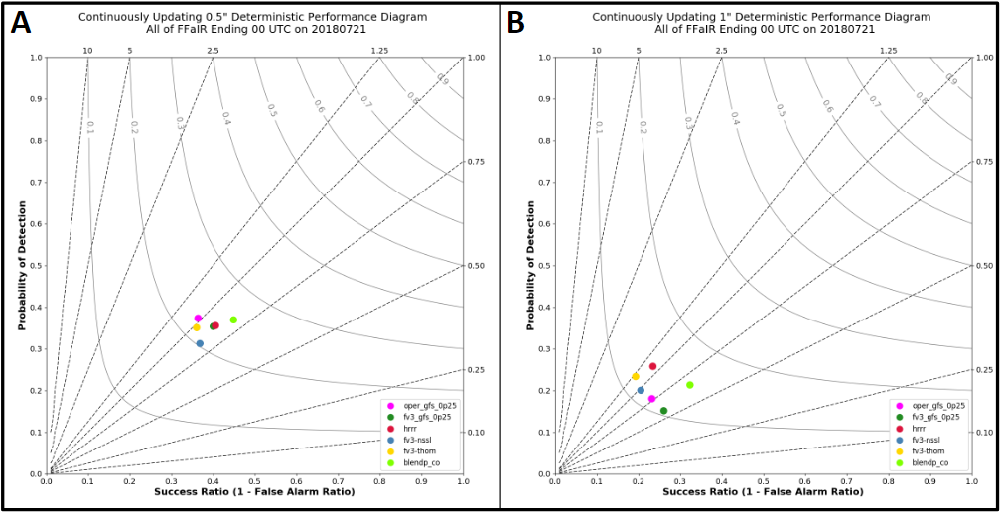 A
Continuously Updating 0.5" Deterministic Performance Diagram
All of FFaIR Ending 00 UTC on 20180721
10 5 2.5 1.25
1.0 1.00
0.9
0.8
0.7 0.75
0.6
0.5 0.50
0.4
0.3
0.2 0.25
0.1 0.10
0.0
0.1 0.2 0.3 0.4 0.5 0.6 0.7 0.8 0.9
Probability of Detection
oper_gfs_0p25
fv3_gfs_0p25
hrrr
fv3-nssl
fv3-thom
blendp_co
0.0 0.1 0.2 0.3 0.4 0.5 0.6 0.7 0.8 0.9 1.0
Success Ratio (1 - False Alarm Ratio)
B
Continuously Updating 1" Deterministic Performance Diagram
All of FFaIR Ending 00 UTC on 20180721
10 5 2.5 1.25
1.0 1.00
0.9
0.8
0.7 0.75
0.6
0.5 0.50
0.4
0.3
0.2 0.25
0.1 0.10
0.0
0.1 0.2 0.3 0.4 0.5 0.6 0.7 0.8 0.9
Probability of Detection
oper_gfs_0p25
fv3_gfs_0p25
hrrr
fv3-nssl
fv3-thom
blendp_co
0.0 0.1 0.2 0.3 0.4 0.5 0.6 0.7 0.8 0.9 1.0
Success Ratio (1 - False Alarm Ratio)